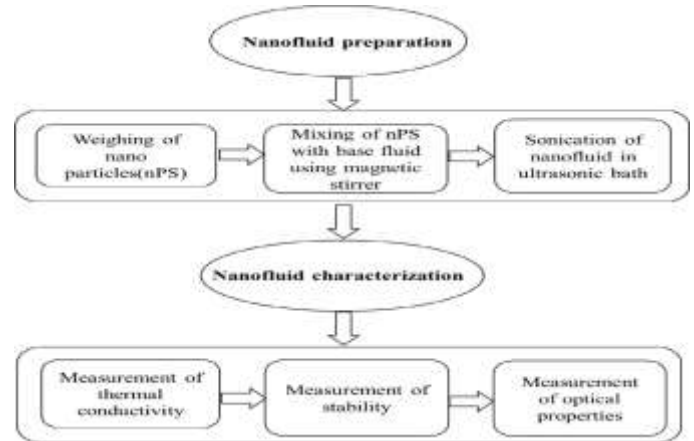 Nanofluid preparation
Weighing of
nano
particles(nPS)
Mixing of nPS
with base fluid
using magnetic
stirrer
Sonication of
nanofluid in
ultrasonic bath
Nanofluid characterization
Measurement of
thermal
conductivity
Measurement of
stability
Measurement
of optical
properties